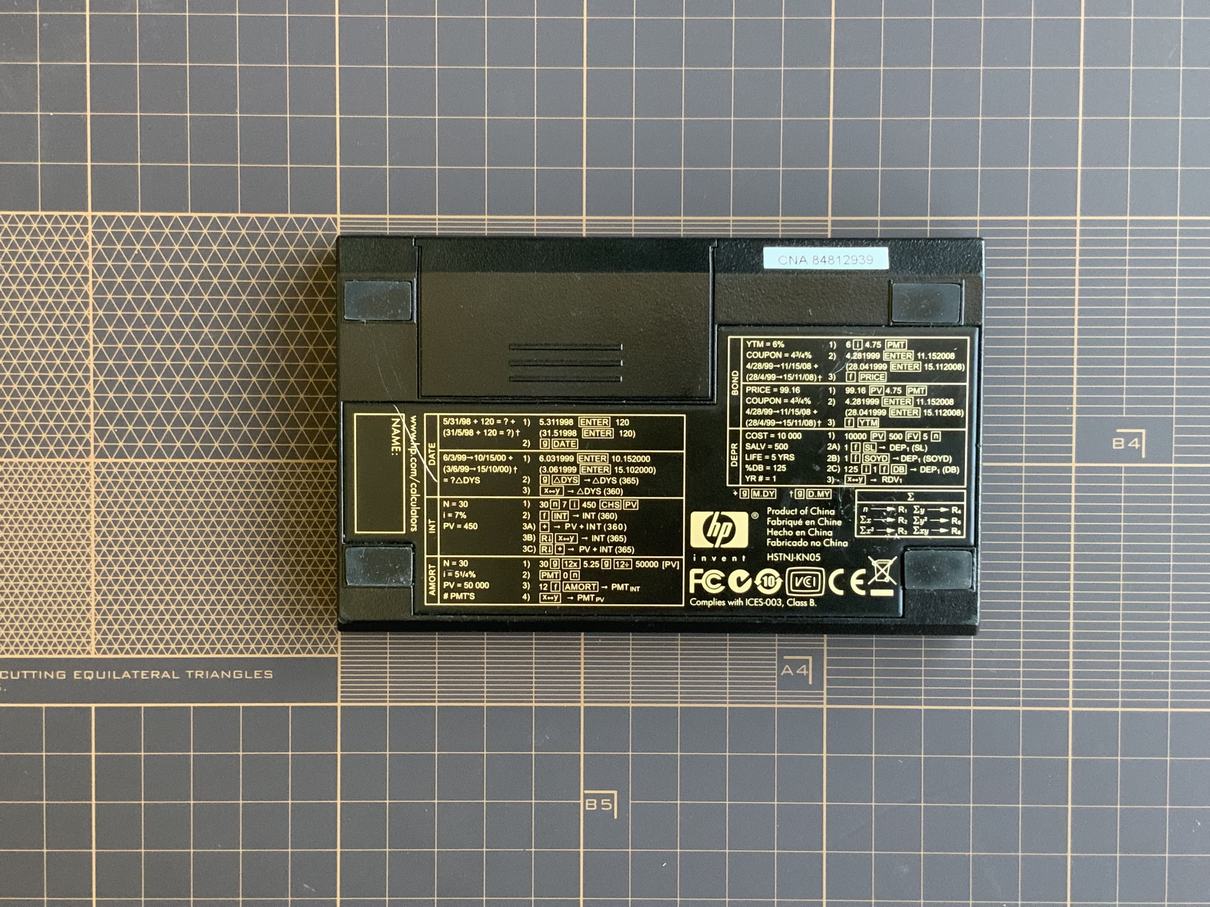 CNA 84812939
BOND
YTM = 6% 1) 6 i 4.75 PMT
COUPON = 4¾% 2) 4.281999 ENTER 11.152008
4/28/99→11/15/08 + (28.041999 ENTER 15.112008)
(28/4/99→15/11/08)† 3) f PRICE
PRICE = 99.16 1) 99.16 PV 4.75 PMT
COUPON = 4¾% 2) 4.281999 ENTER 11.152008
4/28/99→11/15/08 + (28.041999 ENTER 15.112008)
(28/4/99→15/11/08)† 3) f YTM
DEPR
COST = 10 000 1) 10000 PV 500 FV 5 n
SALV = 500 2A) 1 f SL → DEP₁ (SL)
LIFE = 5 YRS 2B) 1 f SOYD → DEP₁ (SOYD)
%DB = 125 2C) 125 i 1 f DB → DEP₁ (DB)
YR # = 1 3) x↔y → RDV₁
+ g M.DY † g D.MY
Σ
n → R₁ Σy → R₄
Σx → R₂ Σy² → R₅
Σx² → R₃ Σxy → R₆
NAME:
www.hp.com/calculators
DATE
5/31/98 + 120 = ? + 1) 5.311998 ENTER 120
(31/5/98 + 120 = ?)† (31.51998 ENTER 120)
2) g DATE
6/3/99→10/15/00 + 1) 6.031999 ENTER 10.152000
(3/6/99→15/10/00)† (3.061999 ENTER 15.102000)
= ?△DYS 2) g △DYS → △DYS (365)
3) x↔y → △DYS (360)
INT
N = 30 1) 30 n 7 i 450 CHS PV
i = 7% 2) f INT → INT (360)
PV = 450 3A) + → PV + INT (360)
3B) R↓ x↔y → INT (365)
3C) R↓ + → PV + INT (365)
AMORT
N = 30 1) 30 g 12x 5.25 g 12÷ 50000 [PV]
i = 5¼% 2) PMT 0 n
PV = 50 000 3) 12 f AMORT → PMT INT
# PMT'S 4) x↔y → PMT PV
hp ®
invent
Product of China
Fabriqué en Chine
Hecho en China
Fabricado no China
HSTNJ-KN05
FC 10 VCI CE
Complies with ICES-003, Class B.
CUTTING EQUILATERAL TRIANGLES
A4
B4
B5